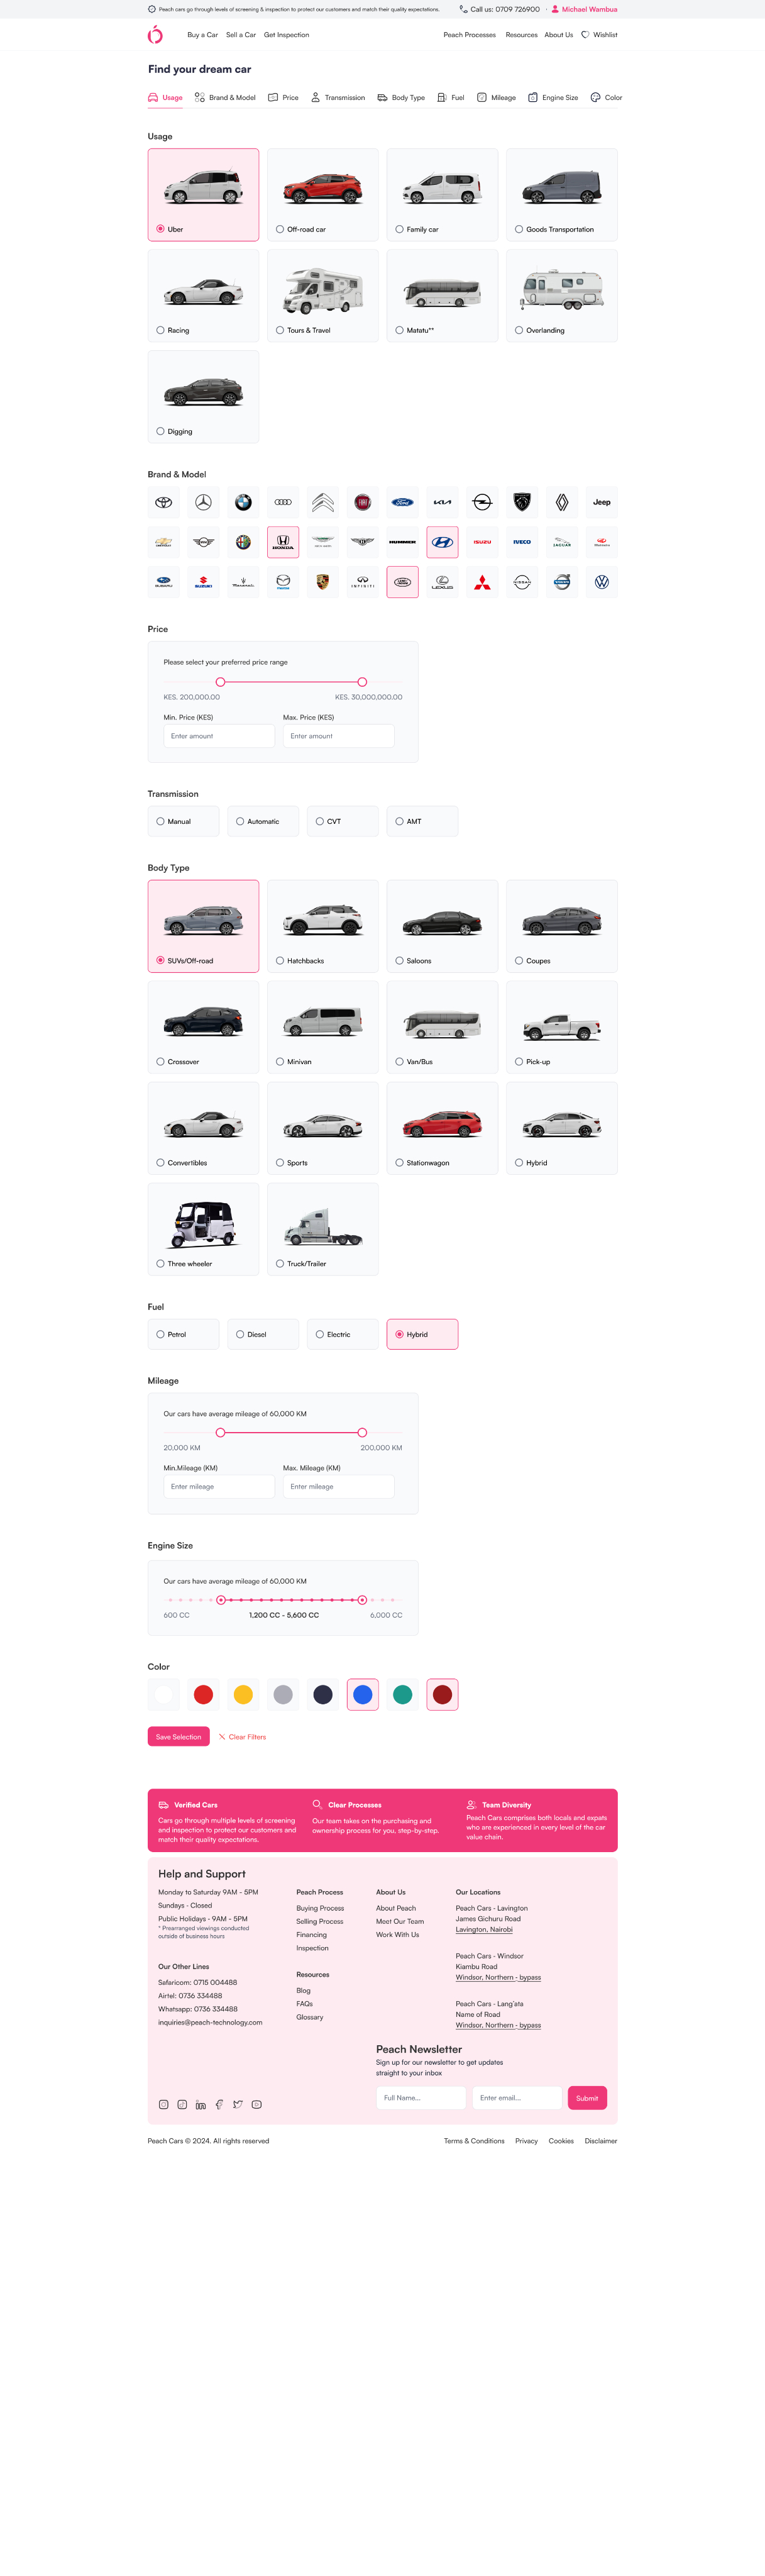 Peach cars go through levels of screening & inspection to protect our customers and match their quality expectations.
Call us: 0709 726900 · Michael Wambua
Buy a Car Sell a Car Get Inspection Peach Processes Resources About Us Wishlist
Find your dream car
Usage Brand & Model Price Transmission Body Type Fuel Mileage Engine Size Color
Usage
Uber Off-road car Family car Goods Transportation
Racing Tours & Travel Matatu** Overlanding
Digging
Brand & Model
Ford KIA Jeep
HONDA HUMMER ISUZU IVECO JAGUAR
SUBARU SUZUKI mazda INFINITI LEXUS
Price
Please select your preferred price range
KES. 200,000.00 KES. 30,000,000.00
Min. Price (KES) Max. Price (KES)
Enter amount Enter amount
Transmission
Manual Automatic CVT AMT
Body Type
SUVs/Off-road Hatchbacks Saloons Coupes
Crossover Minivan Van/Bus Pick-up
Convertibles Sports Stationwagon Hybrid
Three wheeler Truck/Trailer
Fuel
Petrol Diesel Electric Hybrid
Mileage
Our cars have average mileage of 60,000 KM
20,000 KM 200,000 KM
Min.Mileage (KM) Max. Mileage (KM)
Enter mileage Enter mileage
Engine Size
Our cars have average mileage of 60,000 KM
600 CC 1,200 CC - 5,600 CC 6,000 CC
Color
Save Selection Clear Filters
Verified Cars
Cars go through multiple levels of screening
and inspection to protect our customers and
match their quality expectations.
Clear Processes
Our team takes on the purchasing and
ownership process for you, step-by-step.
Team Diversity
Peach Cars comprises both locals and expats
who are experienced in every level of the car
value chain.
Help and Support
Monday to Saturday 9AM - 5PM
Sundays - Closed
Public Holidays - 9AM - 5PM
* Prearranged viewings conducted
outside of business hours
Our Other Lines
Safaricom: 0715 004488
Airtel: 0736 334488
Whatsapp: 0736 334488
inquiries@peach-technology.com
Peach Process
Buying Process
Selling Process
Financing
Inspection
Resources
Blog
FAQs
Glossary
About Us
About Peach
Meet Our Team
Work With Us
Our Locations
Peach Cars - Lavington
James Gichuru Road
Lavington, Nairobi
Peach Cars - Windsor
Kiambu Road
Windsor, Northern - bypass
Peach Cars - Lang'ata
Name of Road
Windsor, Northern - bypass
Peach Newsletter
Sign up for our newsletter to get updates
straight to your inbox
Full Name... Enter email... Submit
Peach Cars © 2024. All rights reserved
Terms & Conditions Privacy Cookies Disclaimer